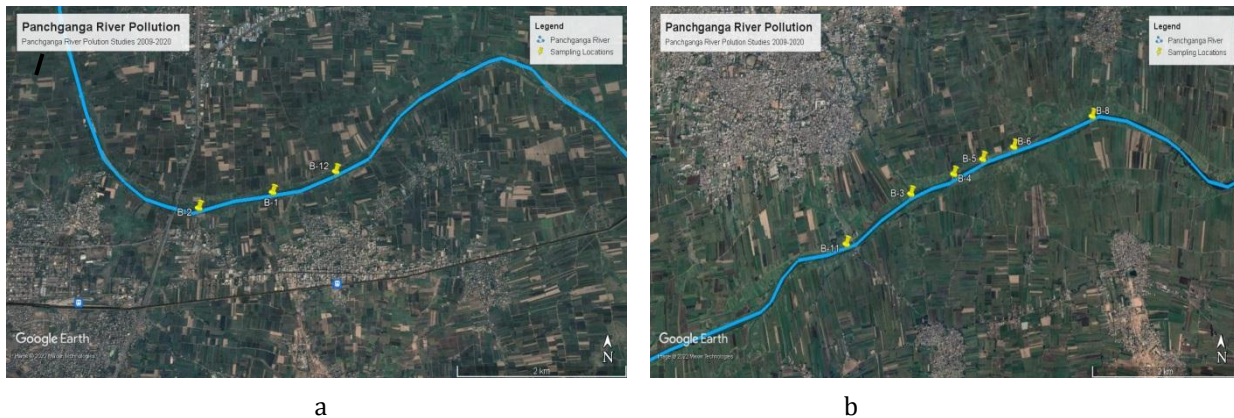 Panchganga River Pollution
Panchganga River Polution Studies 2009-2020
Legend
Panchganga River
Sampling Locations
B-12
B-1
B-2
Google Earth
N
2 km
a
Panchganga River Pollution
Panchganga River Polution Studies 2009-2020
Legend
Panchganga River
Sampling Locations
B-8
B-6
B-5
B-4
B-3
B-11
Google Earth
Image © 2022 Maxar Technologies
N
2 km
b